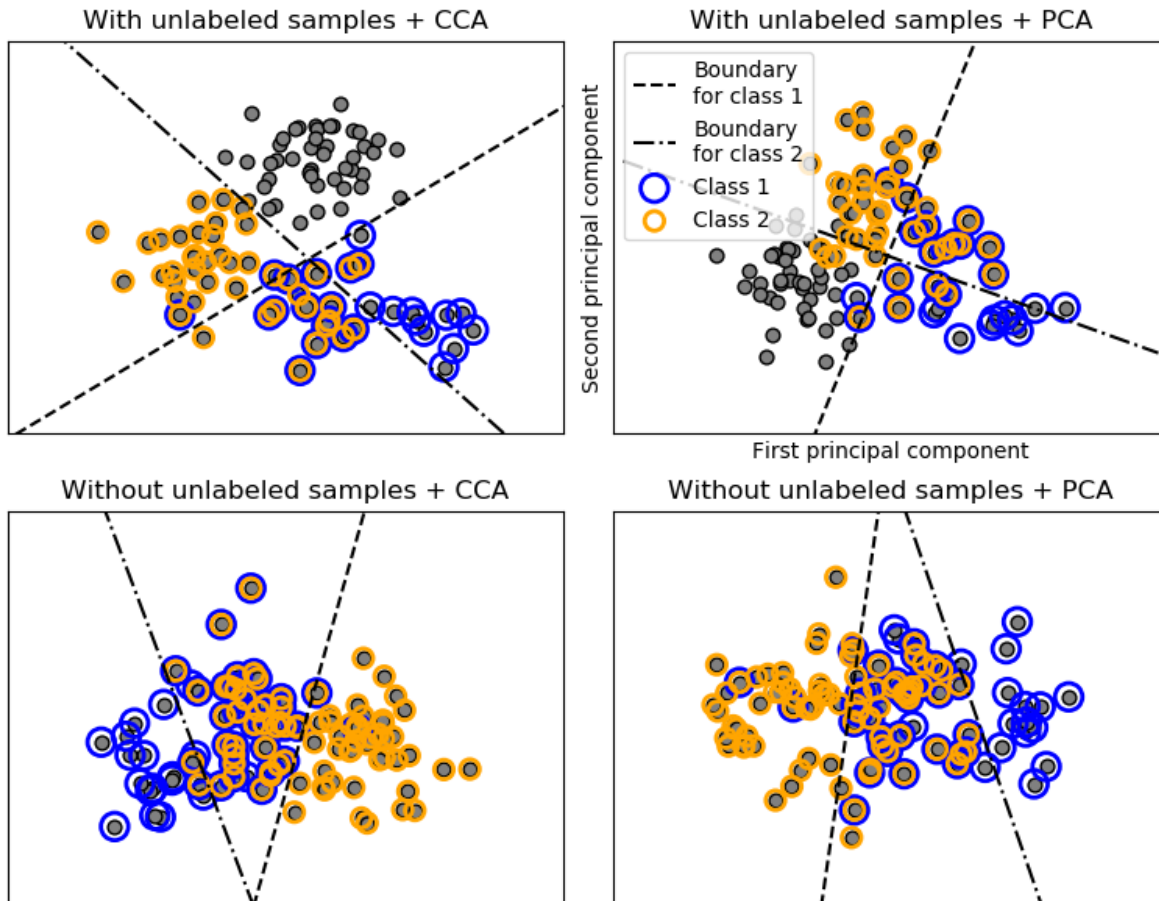 With unlabeled samples + CCA
With unlabeled samples + PCA
Boundary
for class 1
Boundary
for class 2
Class 1
Class 2
Second principal component
First principal component
Without unlabeled samples + CCA
Without unlabeled samples + PCA